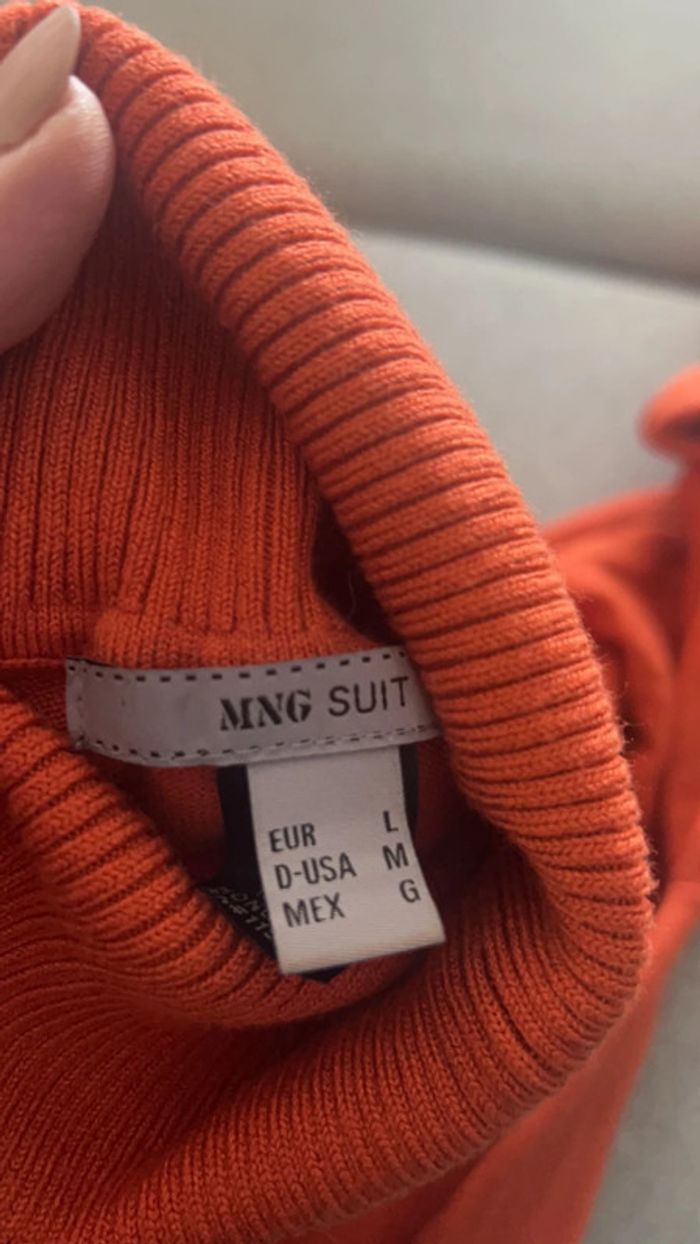 MNG SUIT
EUR L
D-USA M
MEX G